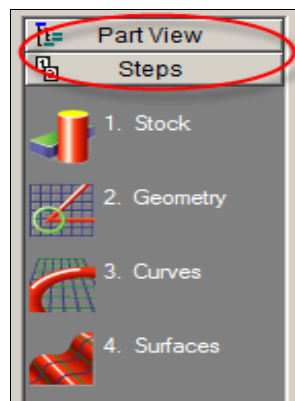 Part View
Steps
1. Stock
2. Geometry
3. Curves
4. Surfaces